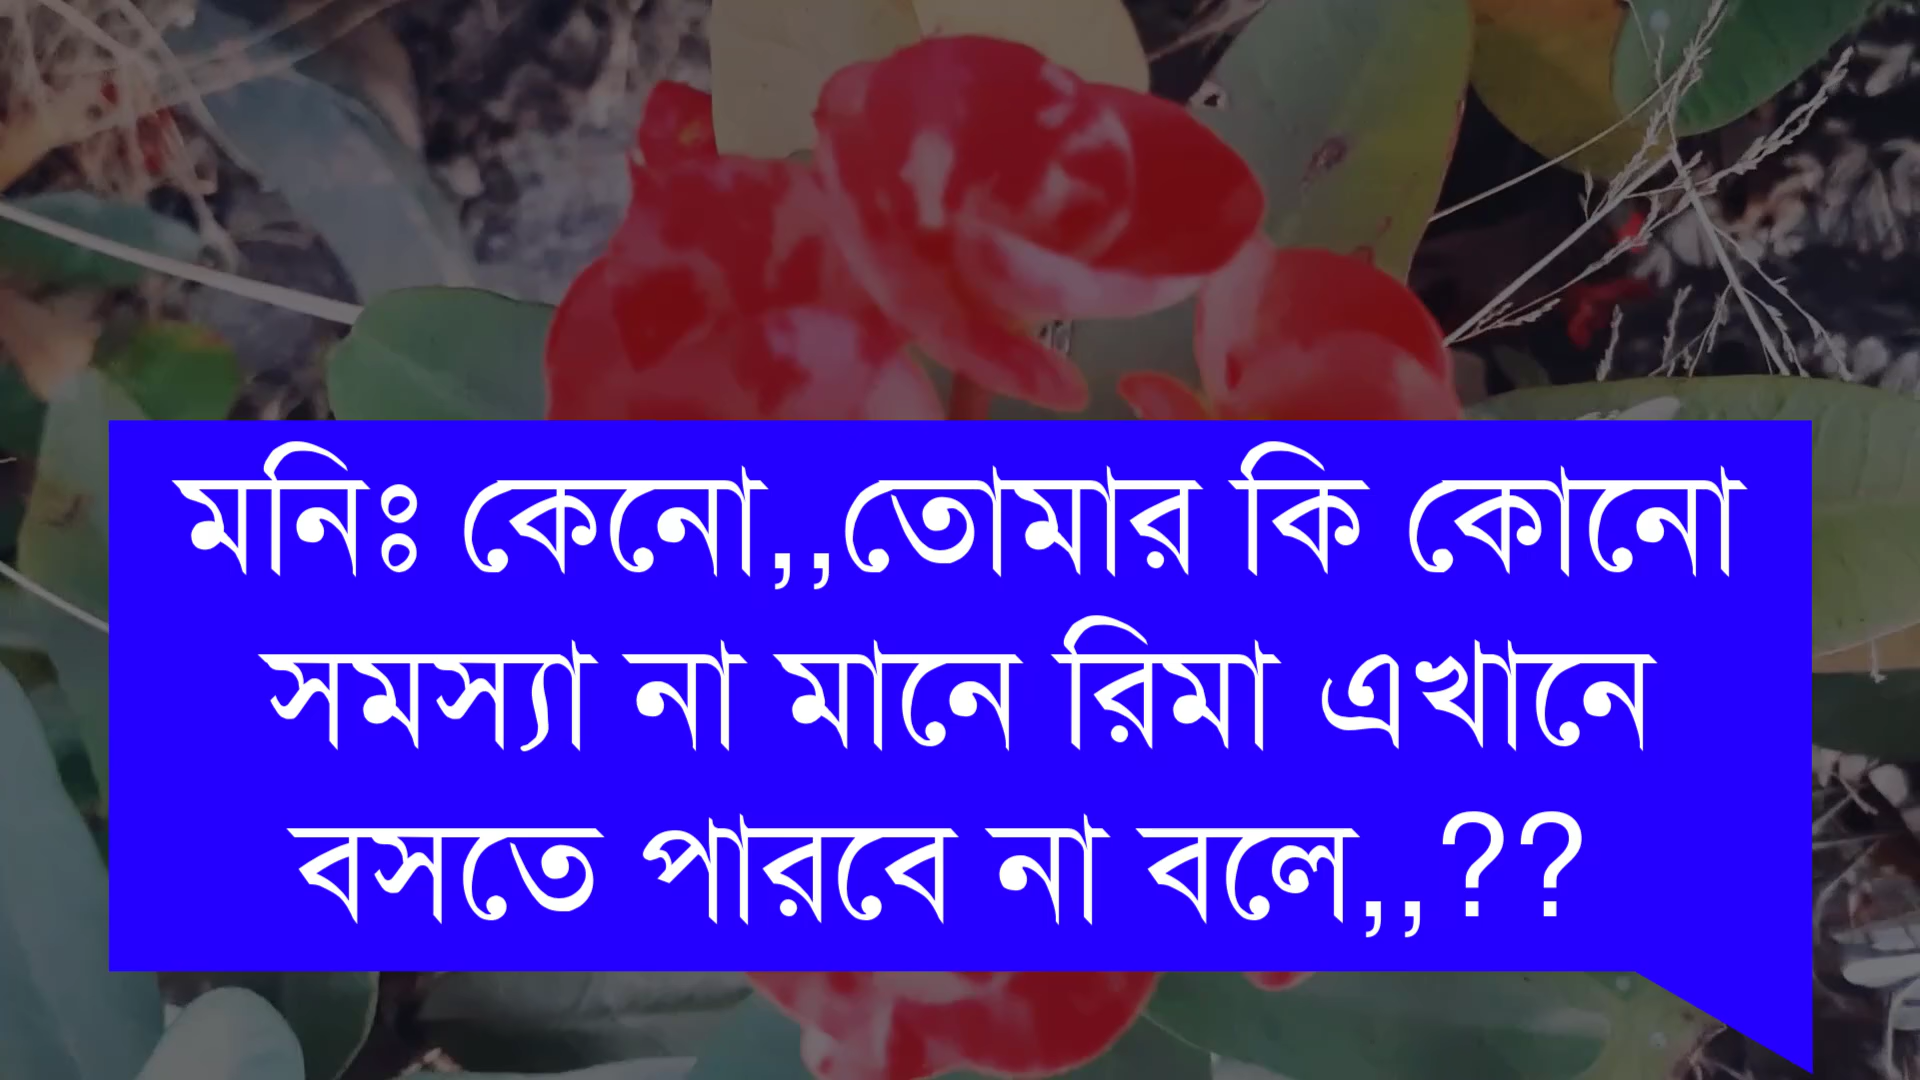 মনিঃ কেনো,,তোমার কি কোনো
সমস্যা না মানে রিমা এখানে
বসতে পারবে না বলে,,??